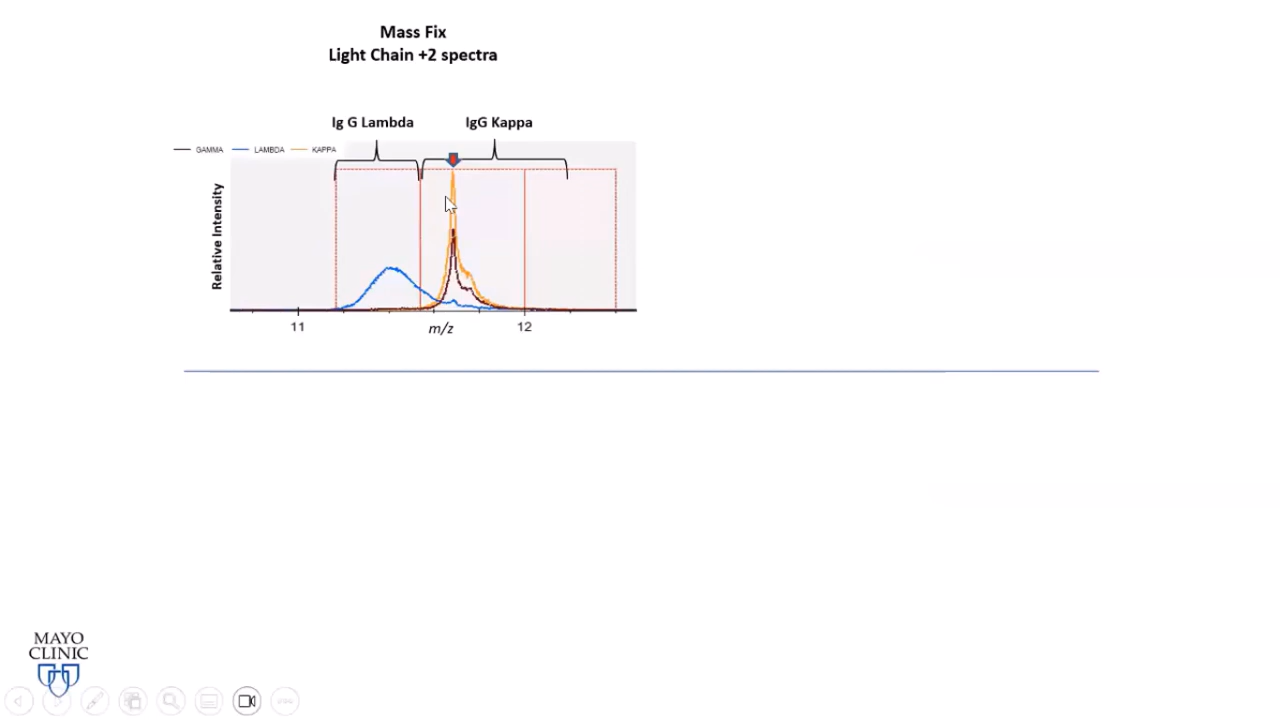 Mass Fix
Light Chain +2 spectra
Ig G Lambda
IgG Kappa
GAMMA
LAMBDA
KAPPA
Relative Intensity
11
m/z
12
MAYO
CLINIC